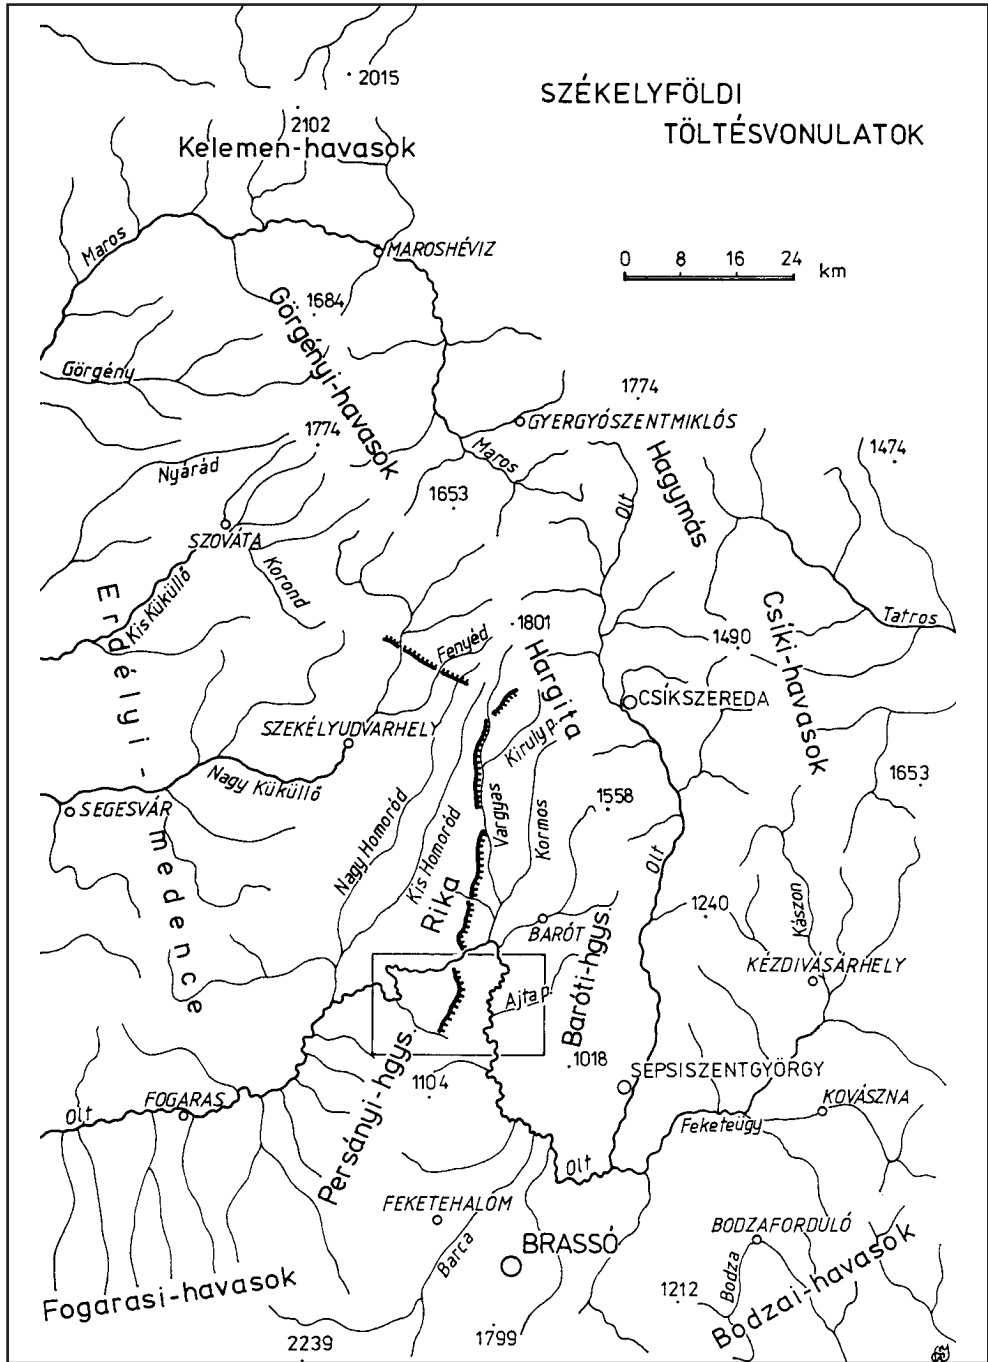 2015
SZÉKELYFÖLDI
TÖLTÉSVONULATOK
2102
Kelemen-havasok
Maros
MAROSHÉVIZ
0 8 16 24 km
1684
Görgényi-havasok
Görgény
1774
GYERGYÓSZENTMIKLÓS
1774
Nyárád
Maros
Hagymás
1474
1653
Olt
SZOVÁTA
Korond
Kis Küküllő
Erdélyi-medence
Csíki-havasok
Tatros
1801
1490
Fenyéd
Hargita
CSÍKSZEREDA
SZEKÉLYUDVARHELY
Kiruly p.
Nagy Küküllő
1653
SEGESVÁR
1558
Nagy Homoród
Kis Homoród
Vargyas
Kormos
Olt
Rika
1240
Kászon
BARÓT
KÉZDIVÁSÁRHELY
Ajta p.
Baróti-hgys.
Persányi-hgys.
1104
1018
SEPSISZENTGYÖRGY
FOGARAS
Olt
KOVÁSZNA
Feketeügy
Olt
FEKETEHALOM
BODZAFORDULÓ
Barca
BRASSÓ
Bodza
1212
Bodzai-havasok
Fogarasi-havasok
2239
1799